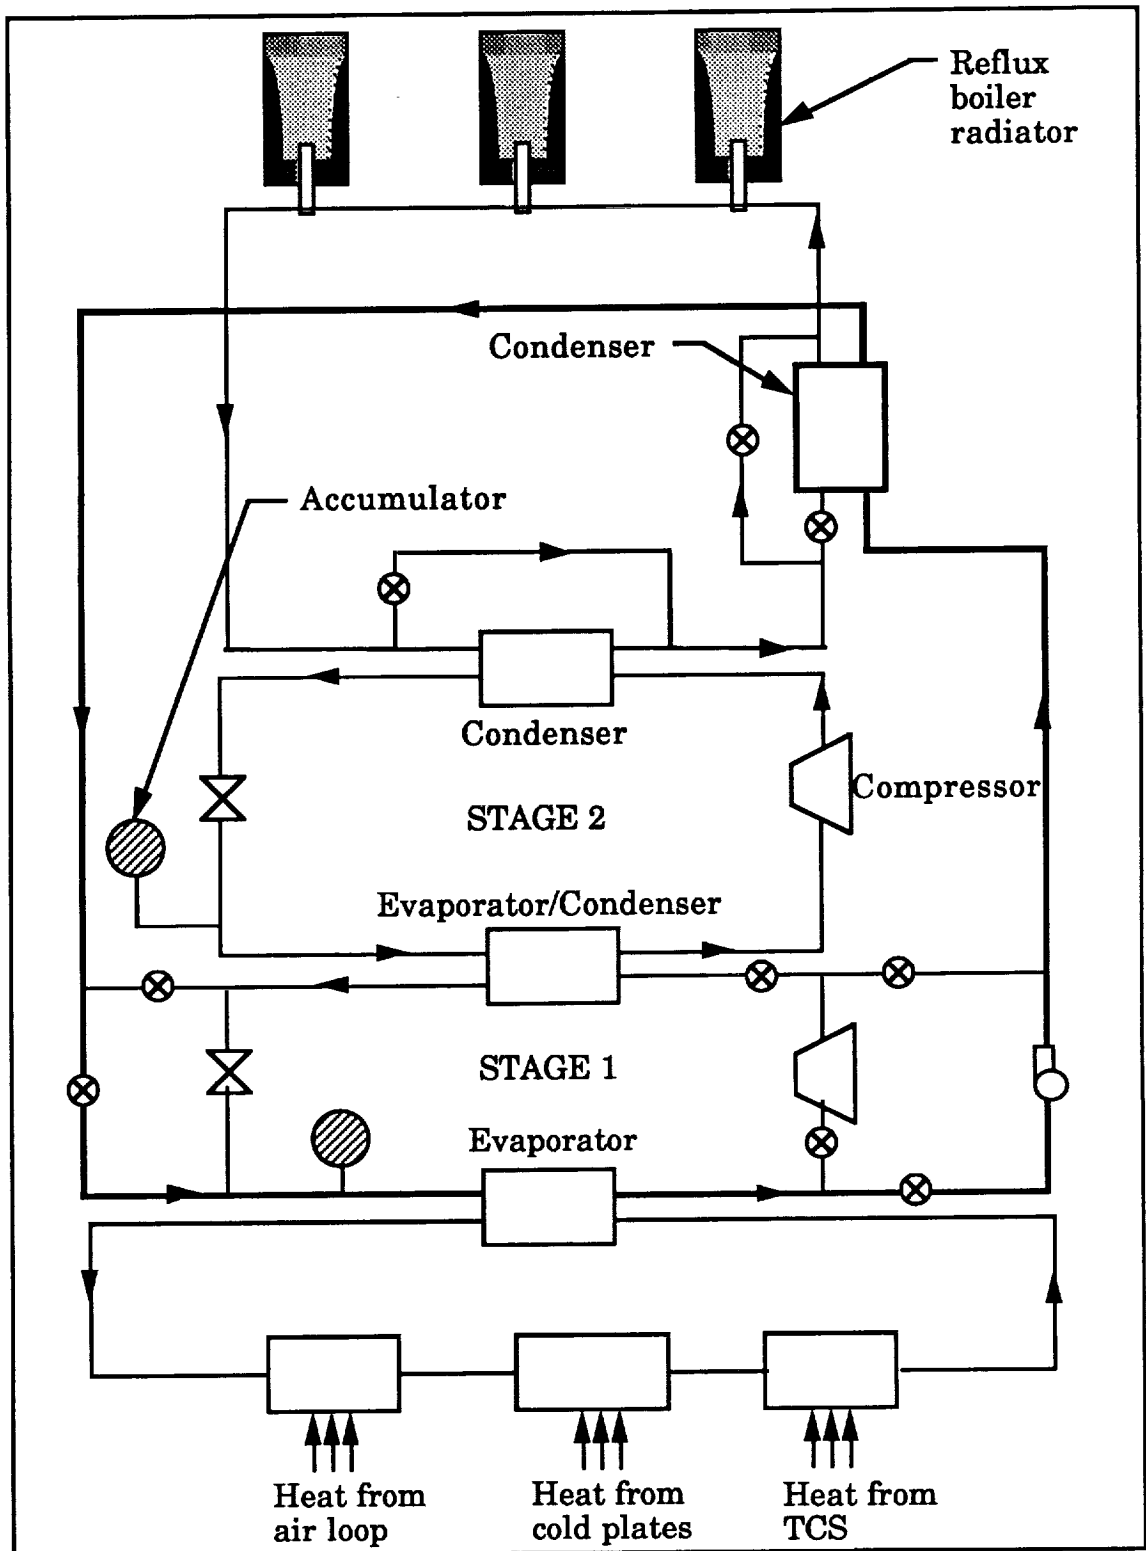 Reflux
boiler
radiator
Condenser
Accumulator
Condenser
Compressor
STAGE 2
Evaporator/Condenser
STAGE 1
Evaporator
Heat from
air loop
Heat from
cold plates
Heat from
TCS